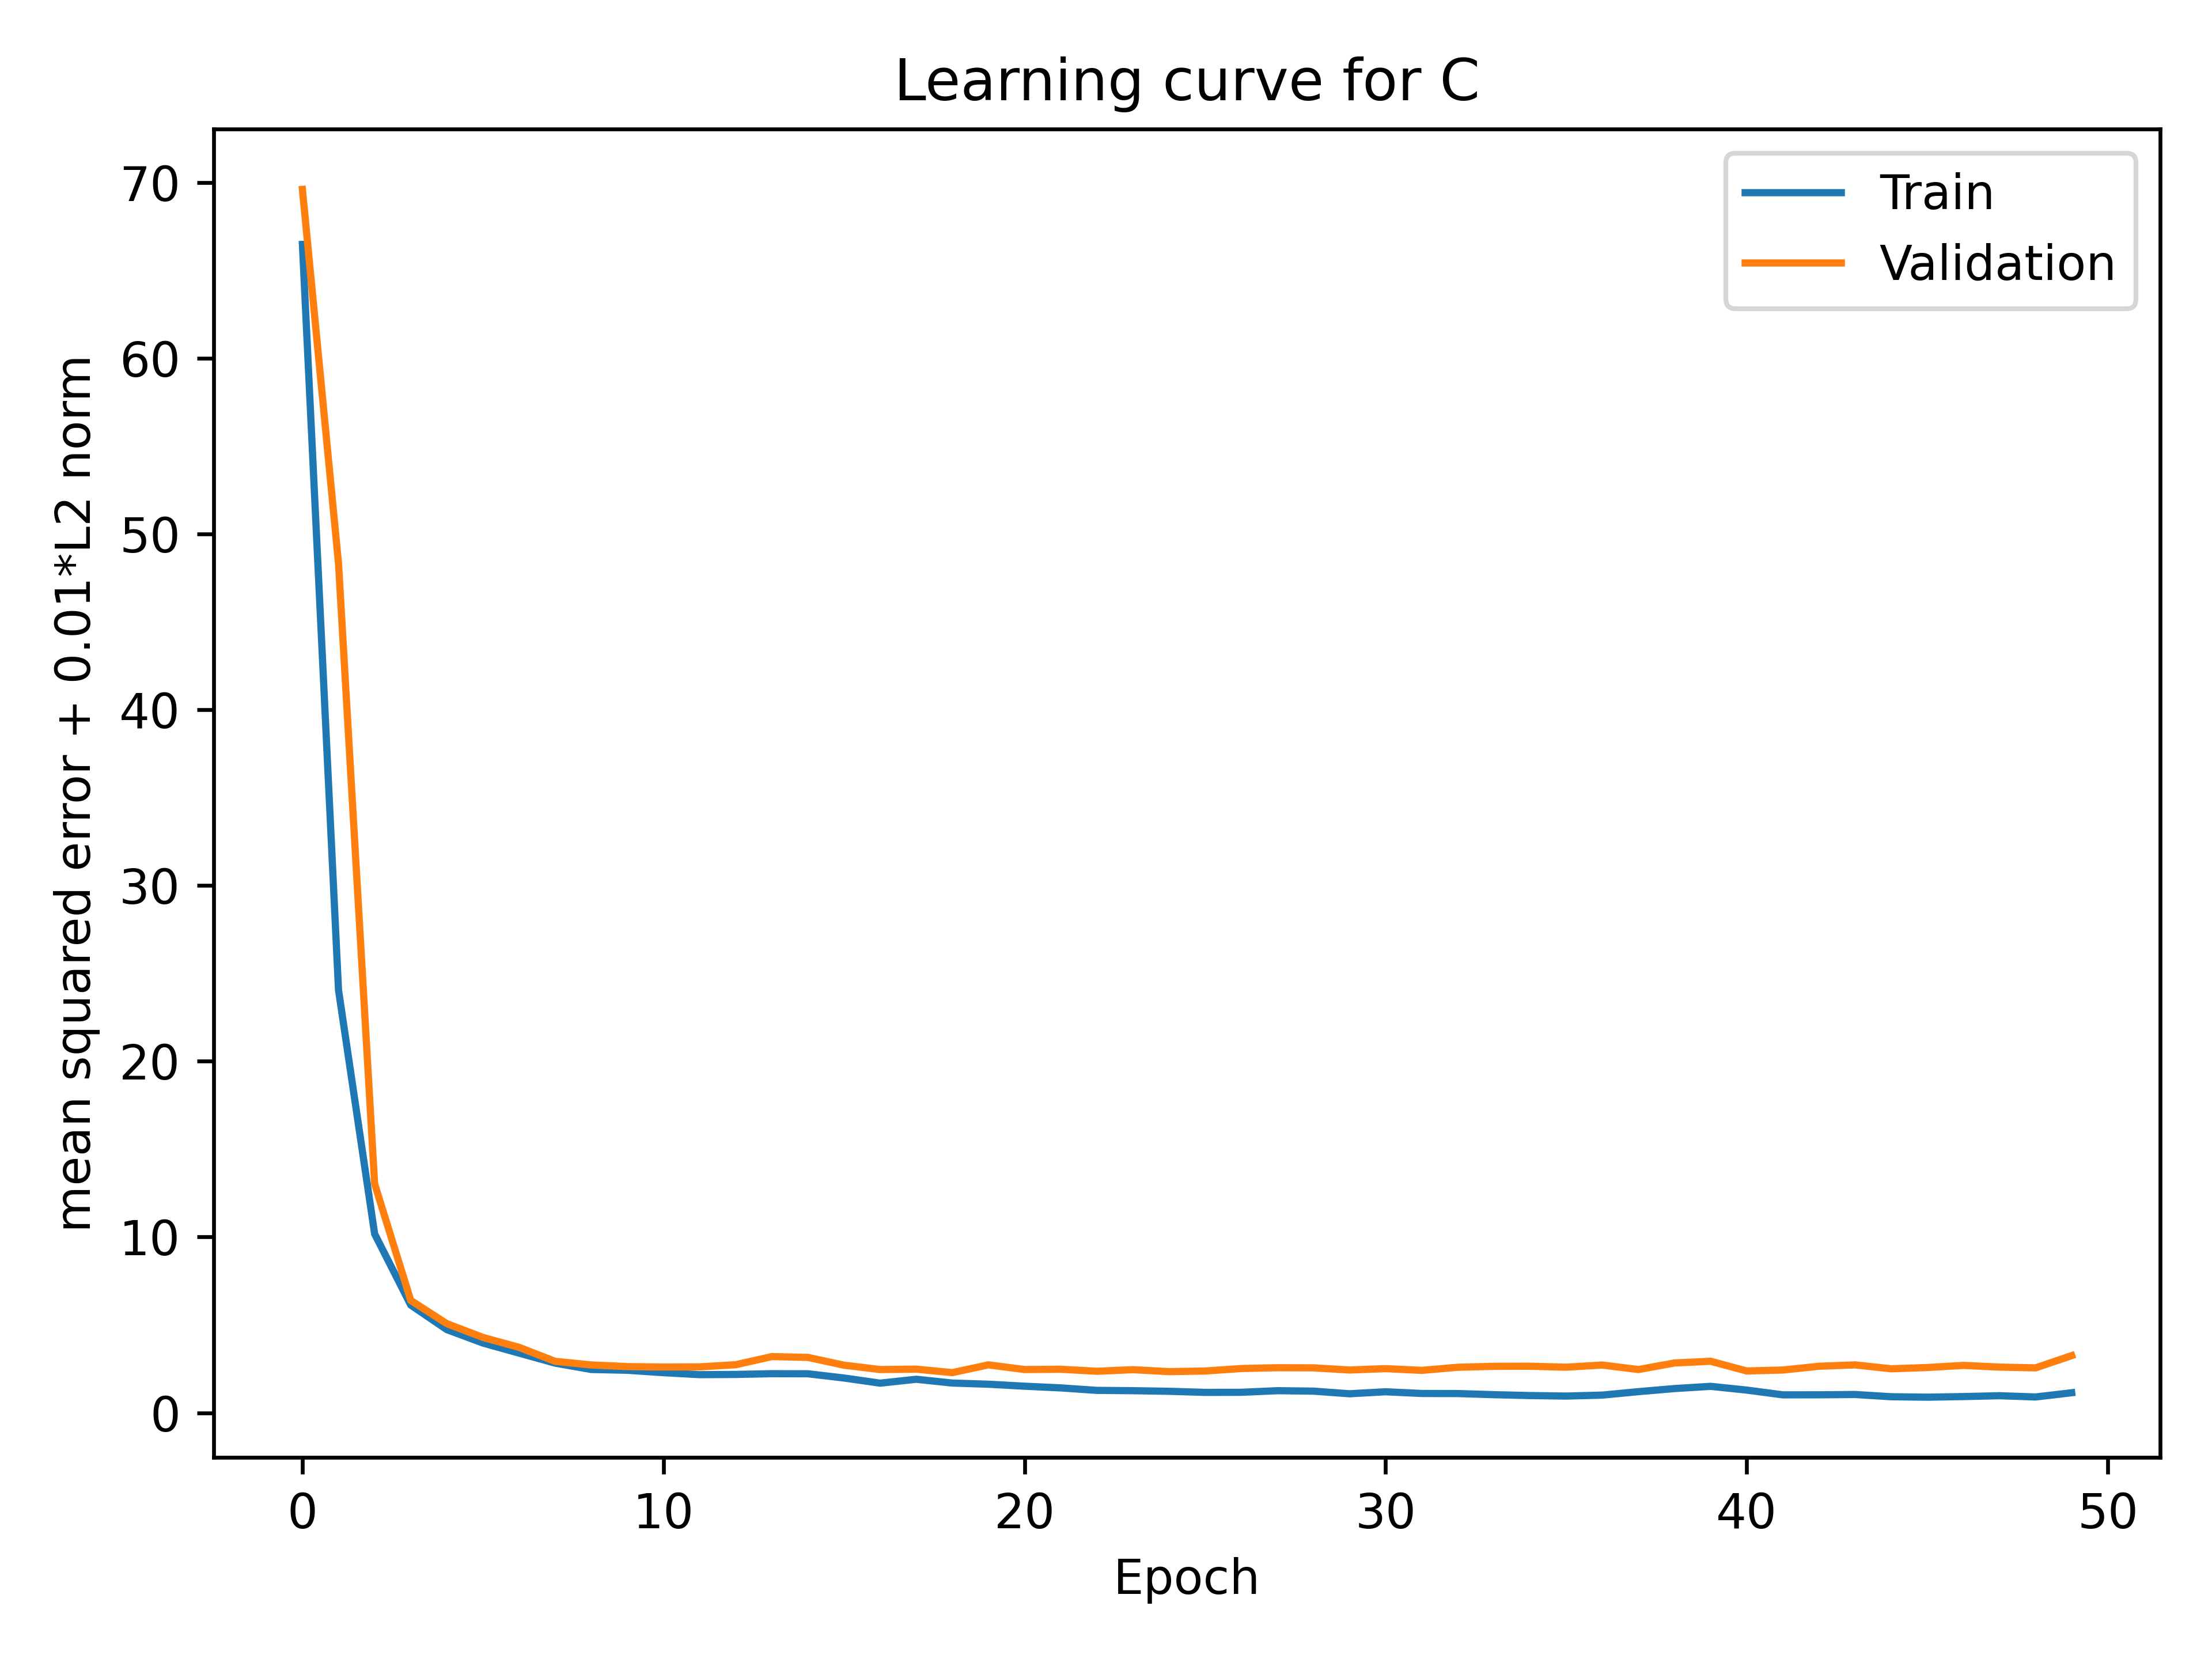 Learning curve for C
Train
Validation
mean squared error + 0.01*L2 norm
70
60
50
40
30
20
10
0
0 10 20 30 40 50
Epoch